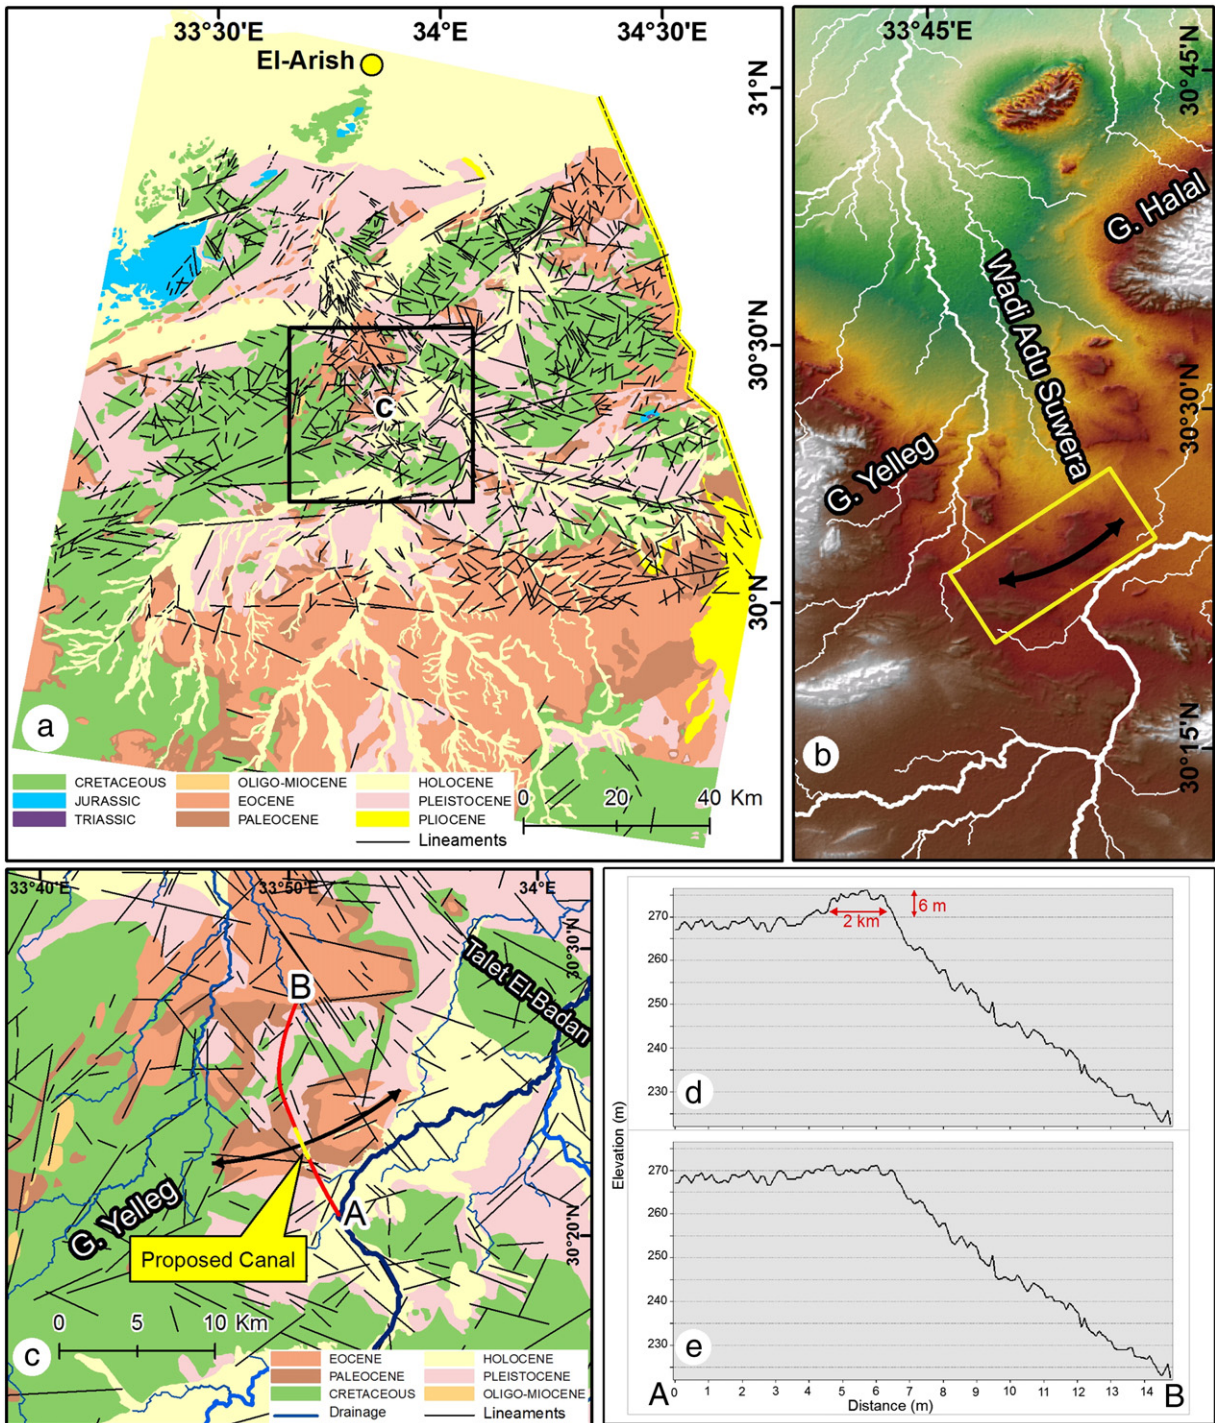 33°30'E 34°E 34°30'E
El-Arish
31°N
30°30'N
30°N
c
a
CRETACEOUS OLIGO-MIOCENE HOLOCENE
JURASSIC EOCENE PLEISTOCENE
TRIASSIC PALEOCENE PLIOCENE
Lineaments
0 20 40 Km
33°45'E
30°45'N
G. Halal
Wadi Adu Suwera
30°30'N
G. Yelleg
30°15'N
b
33°40'E 33°50'E 34°E
30°30'N
Talet El-Badan
B
A
G. Yelleg
30°20'N
Proposed Canal
0 5 10 Km
c
EOCENE HOLOCENE
PALEOCENE PLEISTOCENE
CRETACEOUS OLIGO-MIOCENE
Drainage Lineaments
6 m
2 km
270
260
250
240
230
d
Elevation (m)
270
260
250
240
230
e
A 0 1 2 3 4 5 6 7 8 9 10 11 12 13 14 B
Distance (m)